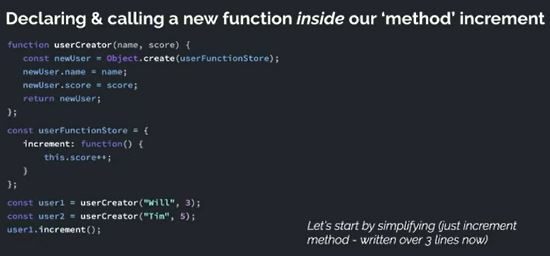 Declaring & calling a new function inside our ‘method’ increment
function userCreator(name, score) {
const newUser = Object.create(userFunctionStore);
newUser.name = name;
newUser.score = score;
return newUser;
};
const userFunctionStore = {
increment: function() {
this.score++;
}
};
const user1 = userCreator("Will", 3);
const user2 = userCreator("Tim", 5);
user1.increment();
Let’s start by simplifying (just increment
method - written over 3 lines now)